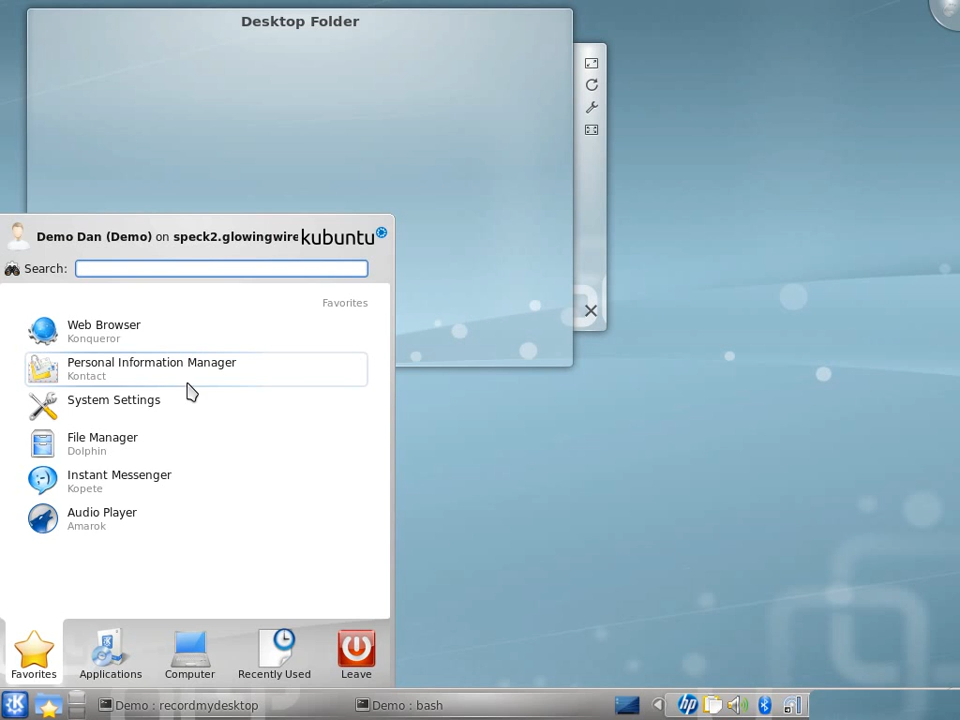 Desktop Folder
Demo Dan (Demo) on speck2.glowingwire kubuntu
Search:
Favorites
Web Browser
Konqueror
Personal Information Manager
Kontact
System Settings
File Manager
Dolphin
Instant Messenger
Kopete
Audio Player
Amarok
Favorites Applications Computer Recently Used Leave
Demo : recordmydesktop Demo : bash hp